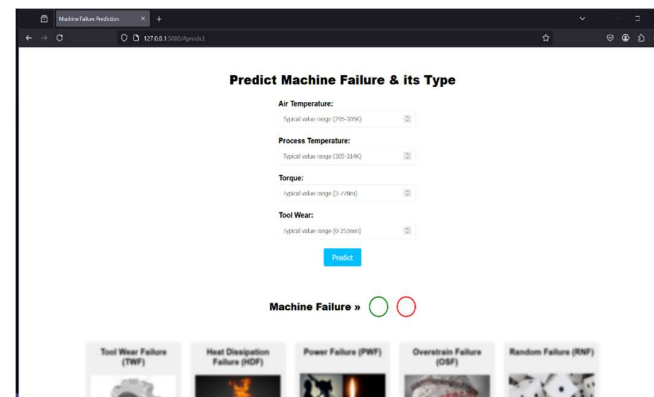 Machine Failure Prediction
127.0.0.1:5000/#predict
Predict Machine Failure & its Type
Air Temperature:
Typical value range (295-305K)
Process Temperature:
Typical value range (305-314K)
Torque:
Typical value range (3-77Nm)
Tool Wear:
Typical value range (0-253min)
Predict
Machine Failure »
Tool Wear Failure (TWF)
Heat Dissipation Failure (HDF)
Power Failure (PWF)
Overstrain Failure (OSF)
Random Failure (RNF)